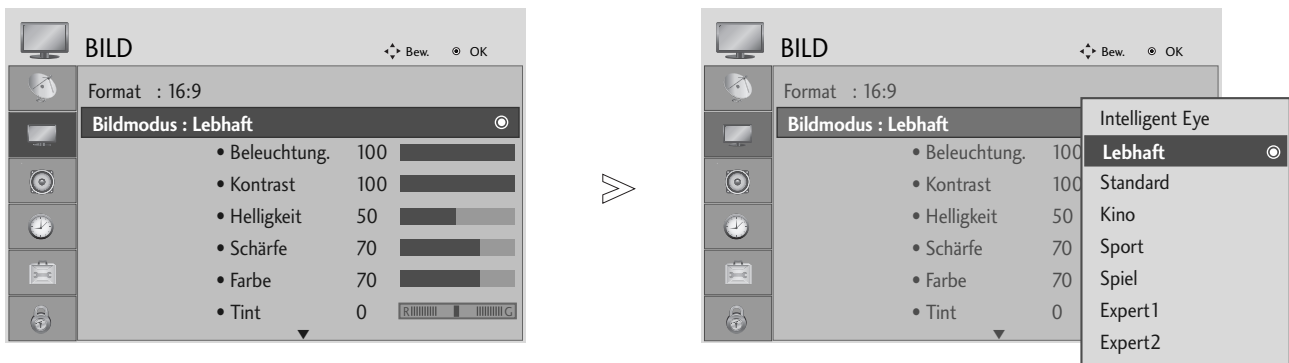 BILD
Bew. OK
Format : 16:9
Bildmodus : Lebhaft
• Beleuchtung. 100
• Kontrast 100
• Helligkeit 50
• Schärfe 70
• Farbe 70
• Tint 0 R G
BILD
Bew. OK
Format : 16:9
Bildmodus : Lebhaft
• Beleuchtung. 100
• Kontrast 100
• Helligkeit 50
• Schärfe 70
• Farbe 70
• Tint 0
Intelligent Eye
Lebhaft
Standard
Kino
Sport
Spiel
Expert1
Expert2